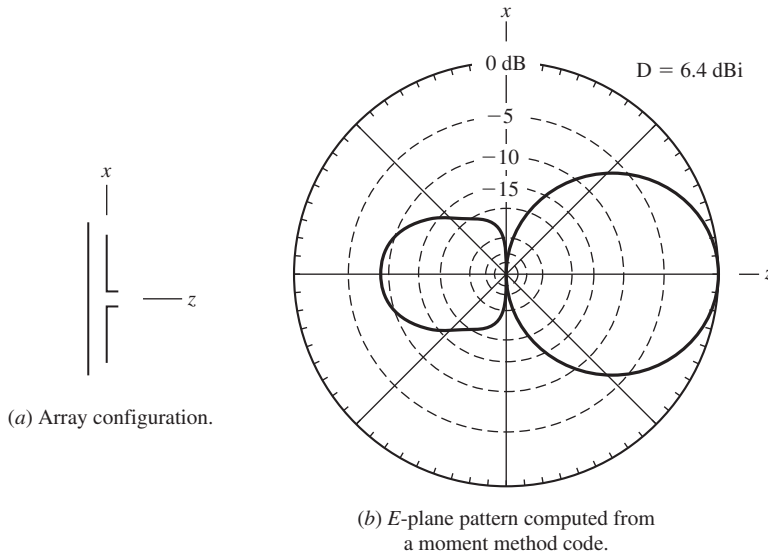 x
0 dB
D = 6.4 dBi
−5
−10
−15
z
x
z
(a) Array configuration.
(b) E-plane pattern computed from
a moment method code.